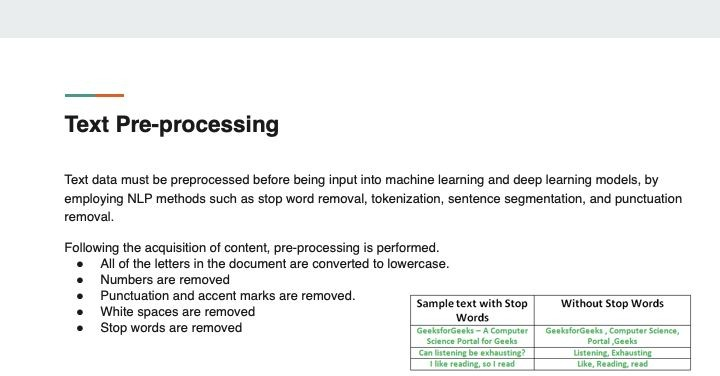 Text Pre-processing
Text data must be preprocessed before being input into machine learning and deep learning models, by
employing NLP methods such as stop word removal, tokenization, sentence segmentation, and punctuation
removal.
Following the acquisition of content, pre-processing is performed.
● All of the letters in the document are converted to lowercase.
● Numbers are removed
● Punctuation and accent marks are removed.
● White spaces are removed
● Stop words are removed
Sample text with Stop
Words
Without Stop Words
GeeksforGeeks – A Computer
Science Portal for Geeks
GeeksforGeeks , Computer Science,
Portal ,Geeks
Can listening be exhausting?
Listening, Exhausting
I like reading, so I read
Like, Reading, read